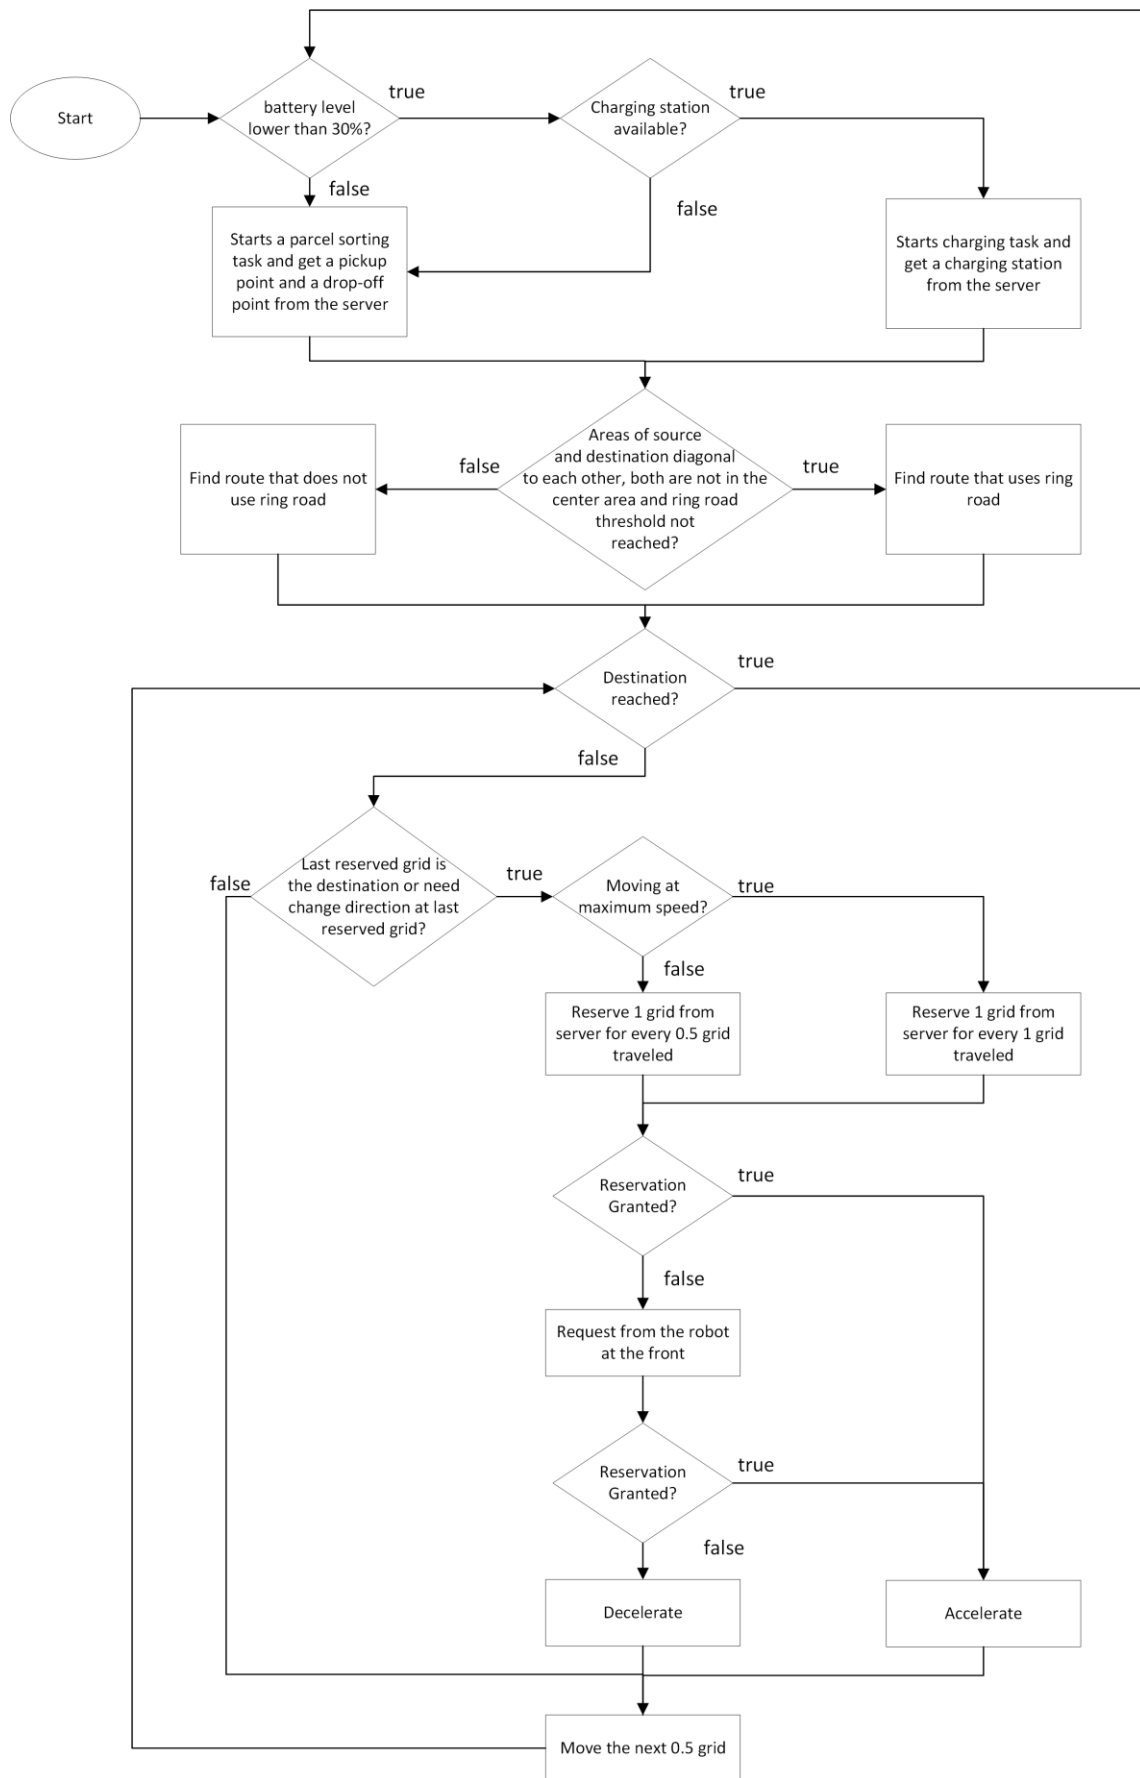 Start
battery level
lower than 30%?
true
Charging station
available?
true
false
false
Starts a parcel sorting
task and get a pickup
point and a drop-off
point from the server
Starts charging task and
get a charging station
from the server
Find route that does not
use ring road
false
Areas of source
and destination diagonal
to each other, both are not in the
center area and ring road
threshold not
reached?
true
Find route that uses ring
road
Destination
reached?
true
false
false
Last reserved grid is
the destination or need
change direction at last
reserved grid?
true
Moving at
maximum speed?
true
false
Reserve 1 grid from
server for every 0.5 grid
traveled
Reserve 1 grid from
server for every 1 grid
traveled
Reservation
Granted?
true
false
Request from the robot
at the front
Reservation
Granted?
true
false
Decelerate
Accelerate
Move the next 0.5 grid